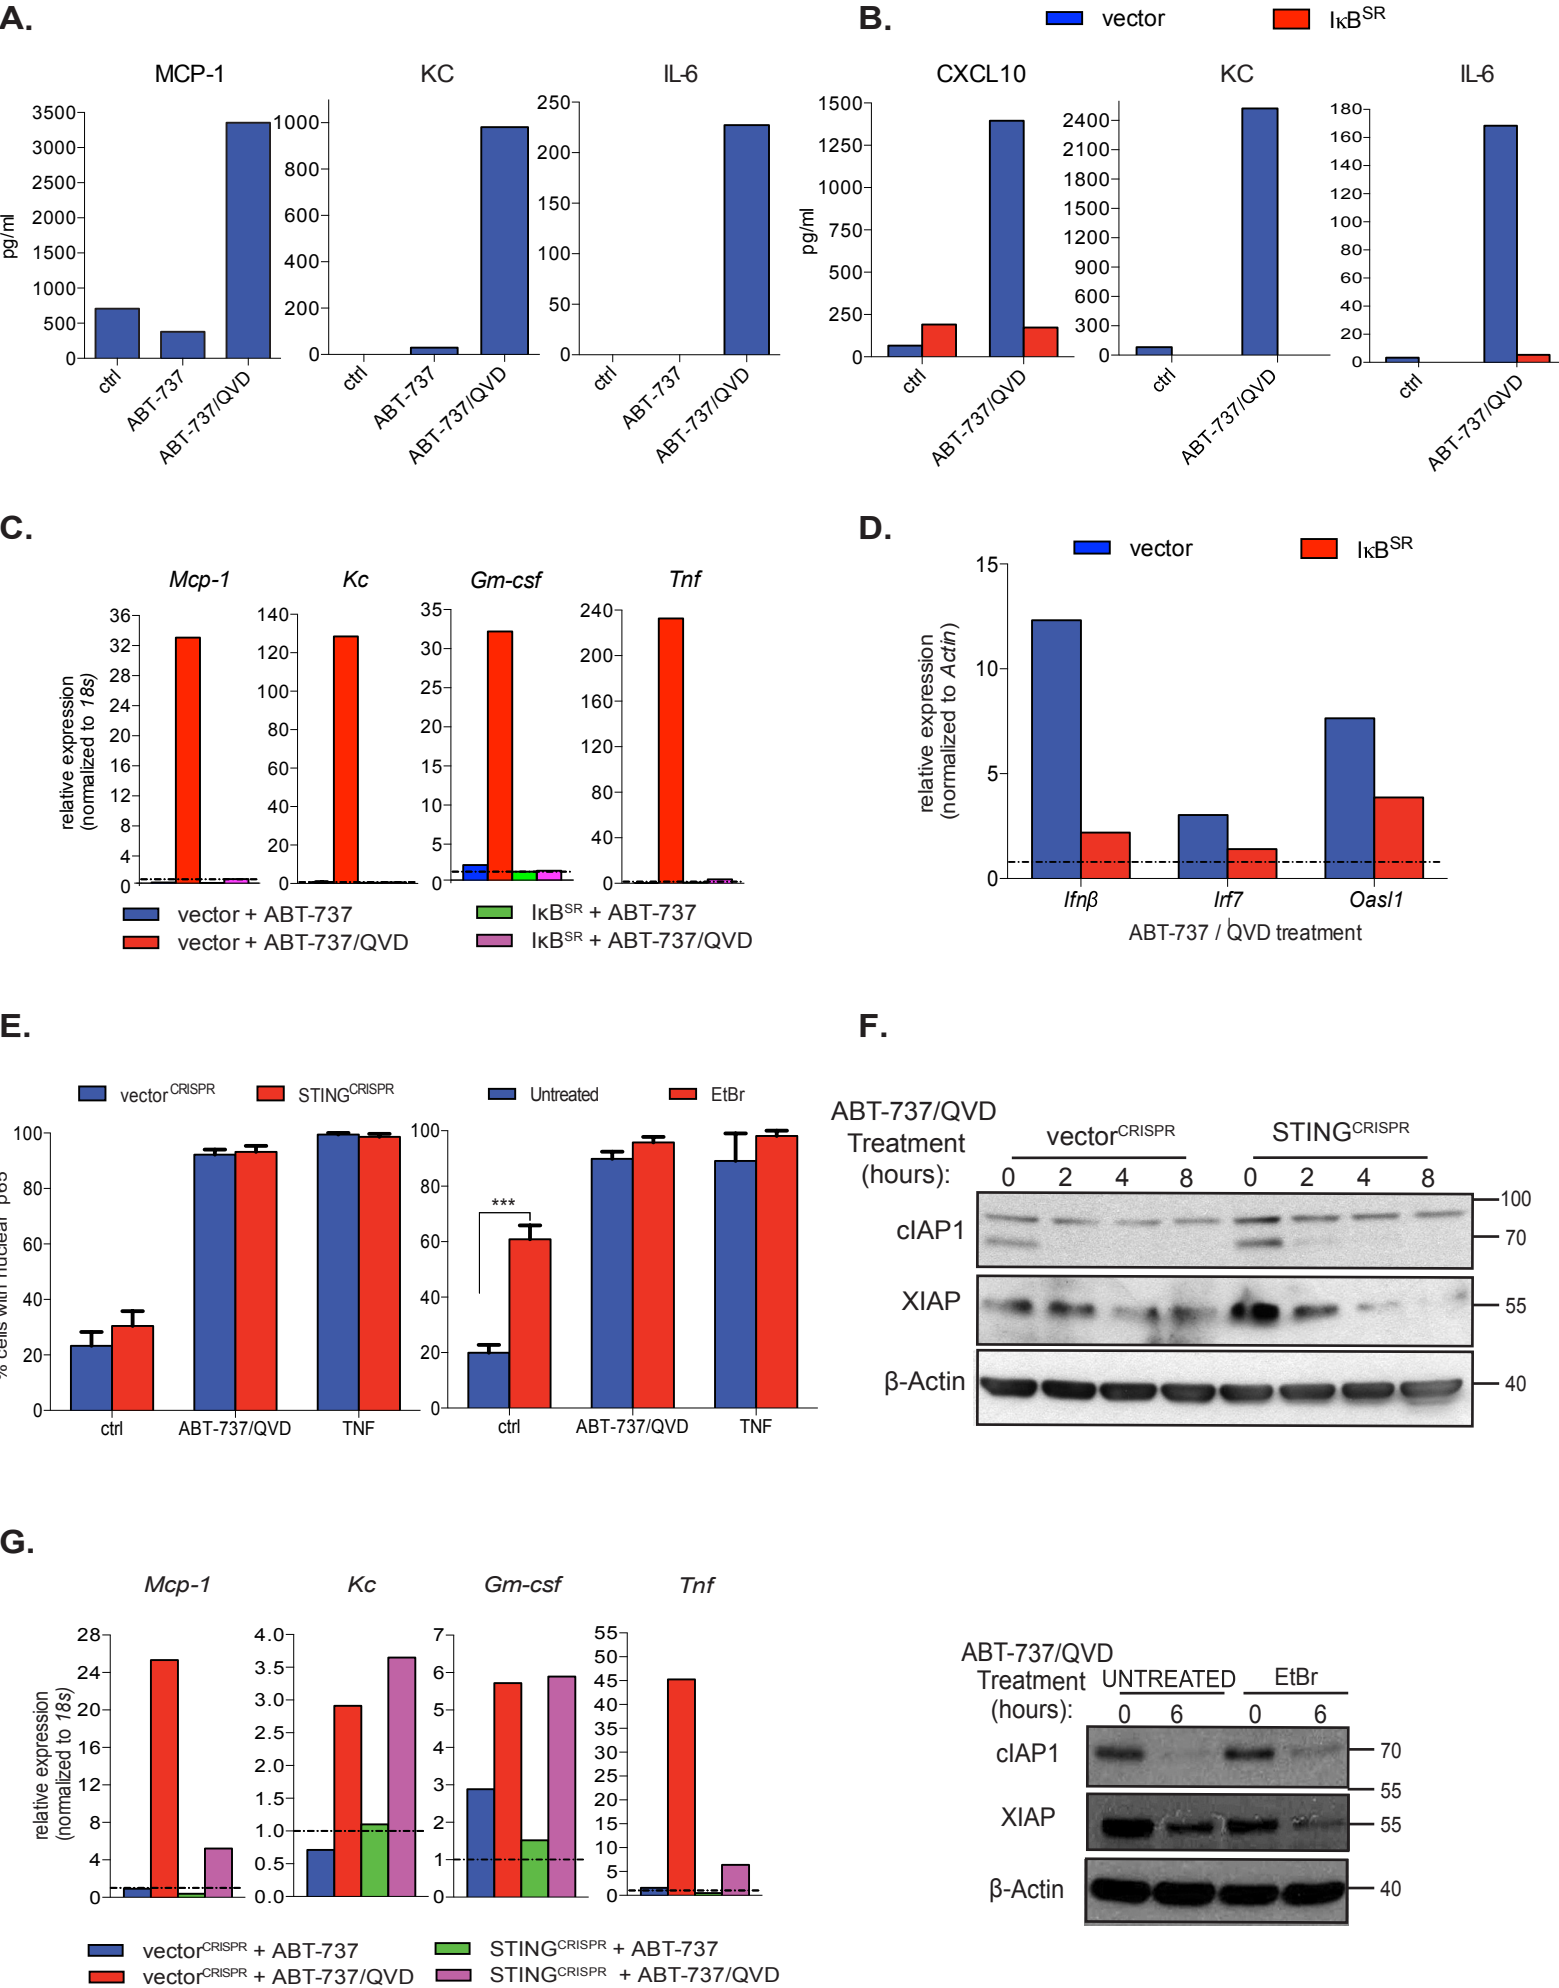 A.
MCP-1
KC
IL-6
pg/ml
3500
3000
2500
2000
1500
1000
500
0
1000
800
600
400
200
0
250
200
150
100
50
0
ctrl
ABT-737
ABT-737/QVD
ctrl
ABT-737
ABT-737/QVD
ctrl
ABT-737
ABT-737/QVD
B.
vector
IκBSR
CXCL10
KC
IL-6
pg/ml
1500
1250
1000
750
500
250
0
2400
2100
1800
1500
1200
900
600
300
0
180
160
140
120
100
80
60
40
20
0
ctrl
ABT-737/QVD
ctrl
ABT-737/QVD
ctrl
ABT-737/QVD
C.
Mcp-1
Kc
Gm-csf
Tnf
relative expression
(normalized to 18s)
36
32
28
24
20
16
12
8
4
0
140
120
100
80
60
40
20
0
35
30
25
20
15
10
5
0
240
200
160
120
80
40
0
vector + ABT-737
vector + ABT-737/QVD
IκBSR + ABT-737
IκBSR + ABT-737/QVD
D.
vector
IκBSR
relative expression
(normalized to Actin)
15
10
5
0
Ifnβ
Irf7
Oasl1
ABT-737 / QVD treatment
E.
vectorCRISPR
STINGCRISPR
% cells with nuclear p65
100
80
60
40
20
0
ctrl
ABT-737/QVD
TNF
Untreated
EtBr
100
80
60
40
20
0
***
ctrl
ABT-737/QVD
TNF
F.
ABT-737/QVD
Treatment
(hours):
vectorCRISPR
STINGCRISPR
0 2 4 8 0 2 4 8
cIAP1
100
70
XIAP
55
β-Actin
40
ABT-737/QVD
Treatment
(hours):
UNTREATED
EtBr
0 6 0 6
cIAP1
70
55
XIAP
55
β-Actin
40
G.
Mcp-1
Kc
Gm-csf
Tnf
relative expression
(normalized to 18s)
28
24
20
16
12
8
4
0
4.0
3.5
3.0
2.5
2.0
1.5
1.0
0.5
0.0
7
6
5
4
3
2
1
0
55
50
45
40
35
30
25
20
15
10
5
0
vectorCRISPR + ABT-737
vectorCRISPR + ABT-737/QVD
STINGCRISPR + ABT-737
STINGCRISPR + ABT-737/QVD